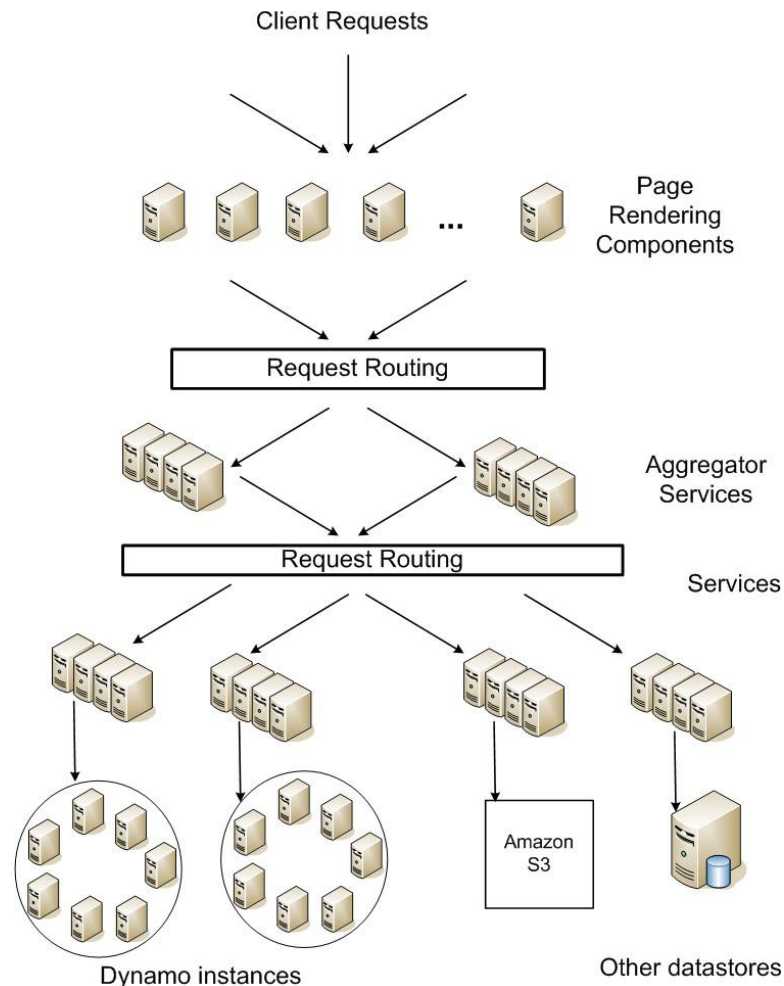 Client Requests
Page
Rendering
Components
...
Request Routing
Aggregator
Services
Request Routing
Services
Amazon
S3
Dynamo instances
Other datastores